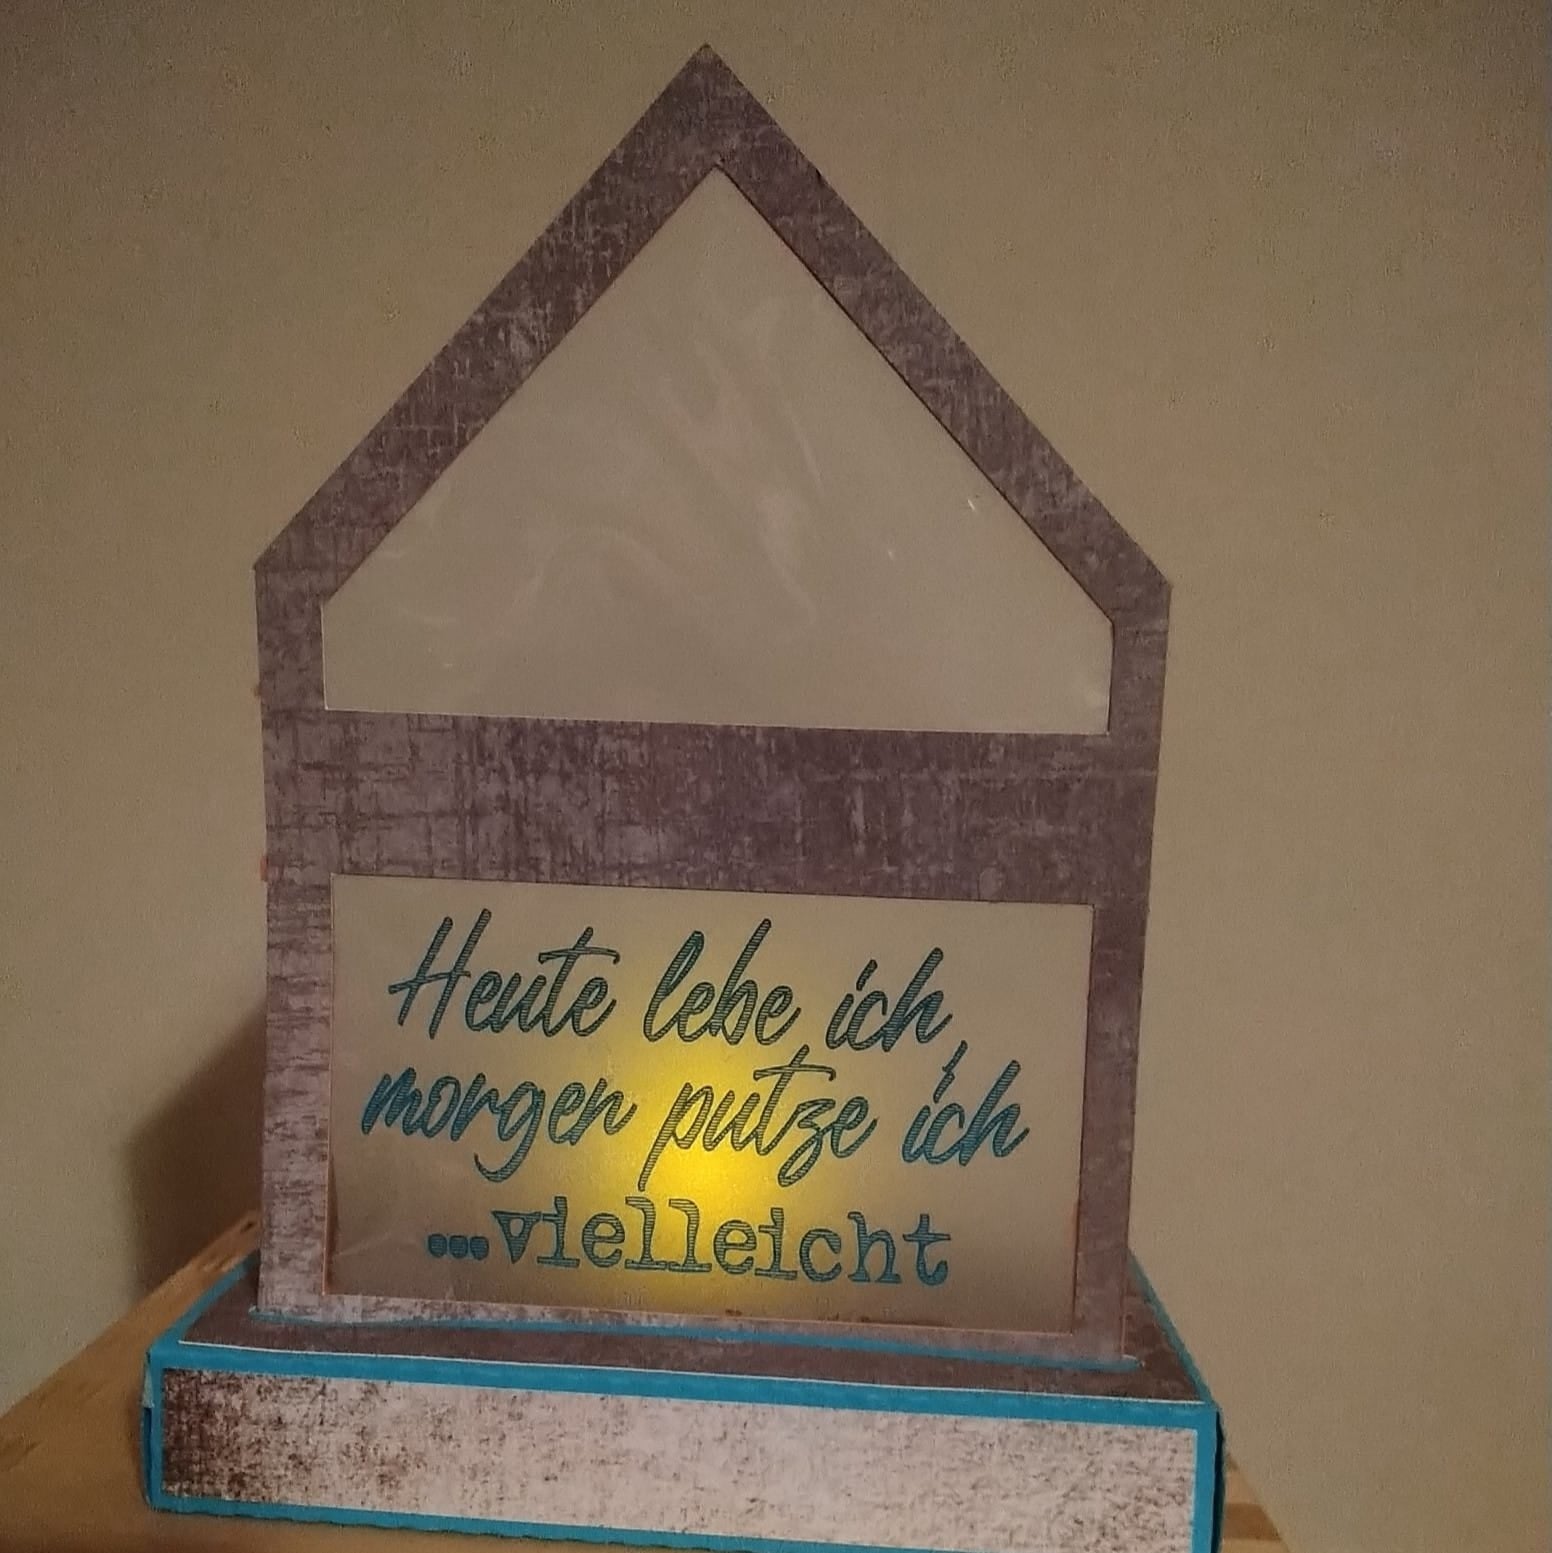 Heute lebe ich,
morgen putze ich
...vielleicht